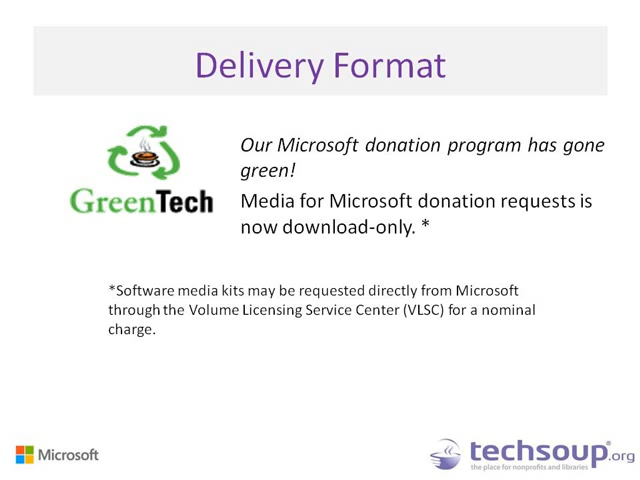 Delivery Format
Our Microsoft donation program has gone
green!
Media for Microsoft donation requests is
now download-only. *
GreenTech
*Software media kits may be requested directly from Microsoft
through the Volume Licensing Service Center (VLSC) for a nominal
charge.
Microsoft
techsoup®.org
the place for nonprofits and libraries